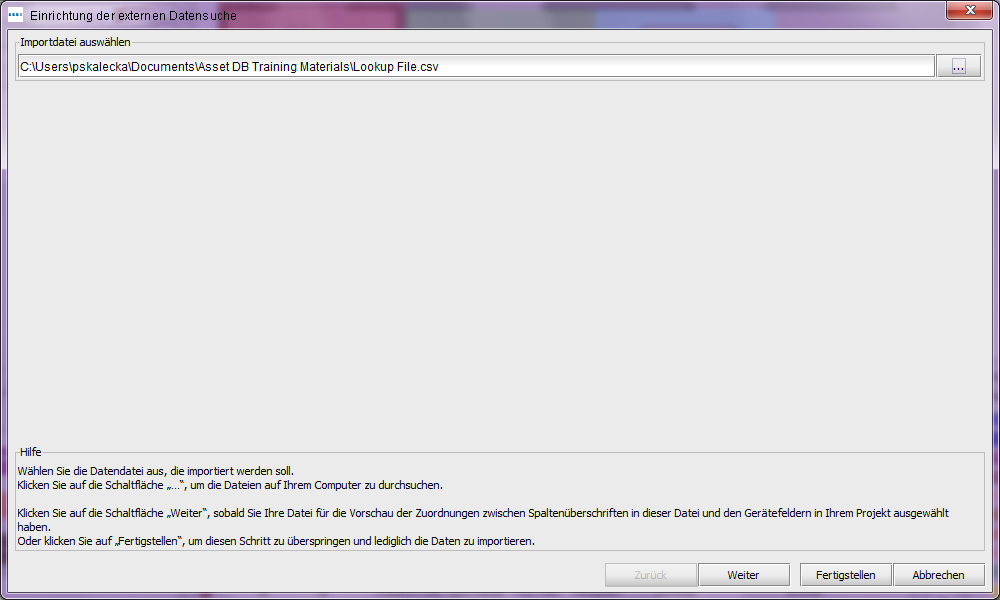 Einrichtung der externen Datensuche
Importdatei auswählen
C:\Users\pskalecka\Documents\Asset DB Training Materials\Lookup File.csv
...
Hilfe
Wählen Sie die Datendatei aus, die importiert werden soll.
Klicken Sie auf die Schaltfläche „...“, um die Dateien auf Ihrem Computer zu durchsuchen.
Klicken Sie auf die Schaltfläche „Weiter“, sobald Sie Ihre Datei für die Vorschau der Zuordnungen zwischen Spaltenüberschriften in dieser Datei und den Gerätefeldern in Ihrem Projekt ausgewählt
haben.
Oder klicken Sie auf „Fertigstellen“, um diesen Schritt zu überspringen und lediglich die Daten zu importieren.
Zurück Weiter Fertigstellen Abbrechen